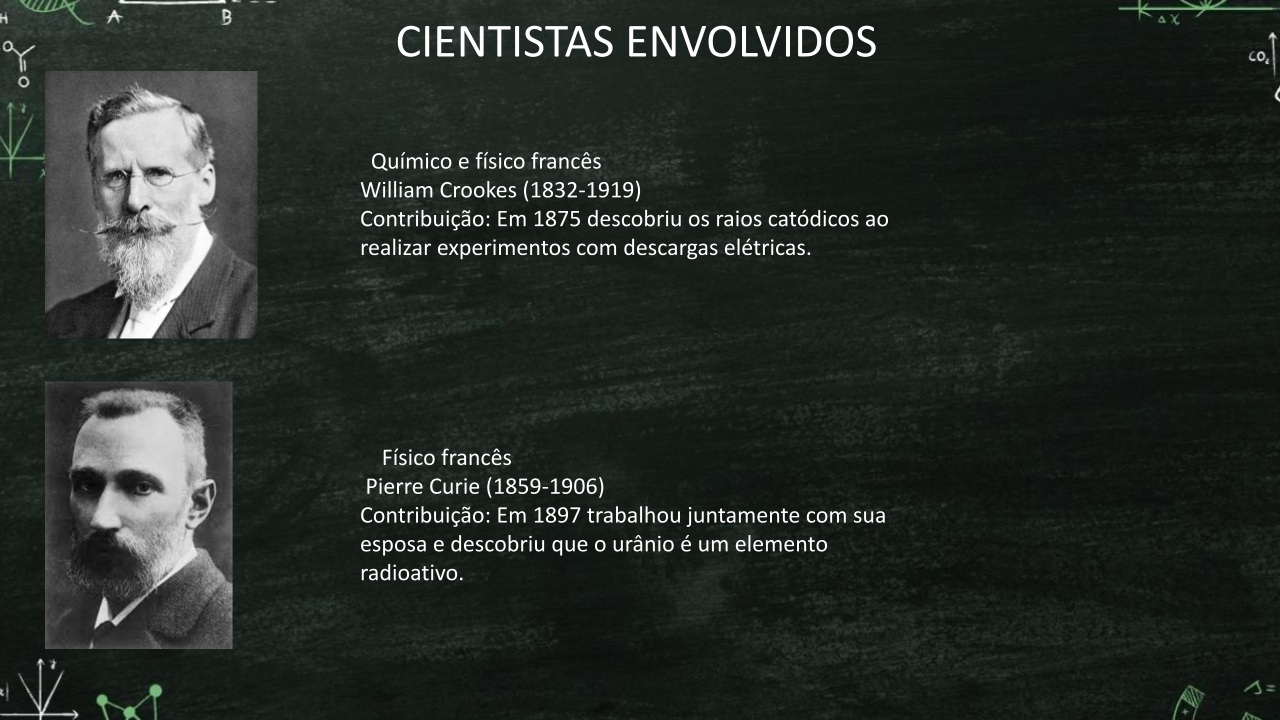 CIENTISTAS ENVOLVIDOS
H
A
B
Δχ
CO₂
O
O
y
x
Químico e físico francês
William Crookes (1832-1919)
Contribuição: Em 1875 descobriu os raios catódicos ao
realizar experimentos com descargas elétricas.
Físico francês
Pierre Curie (1859-1906)
Contribuição: Em 1897 trabalhou juntamente com sua
esposa e descobriu que o urânio é um elemento
radioativo.